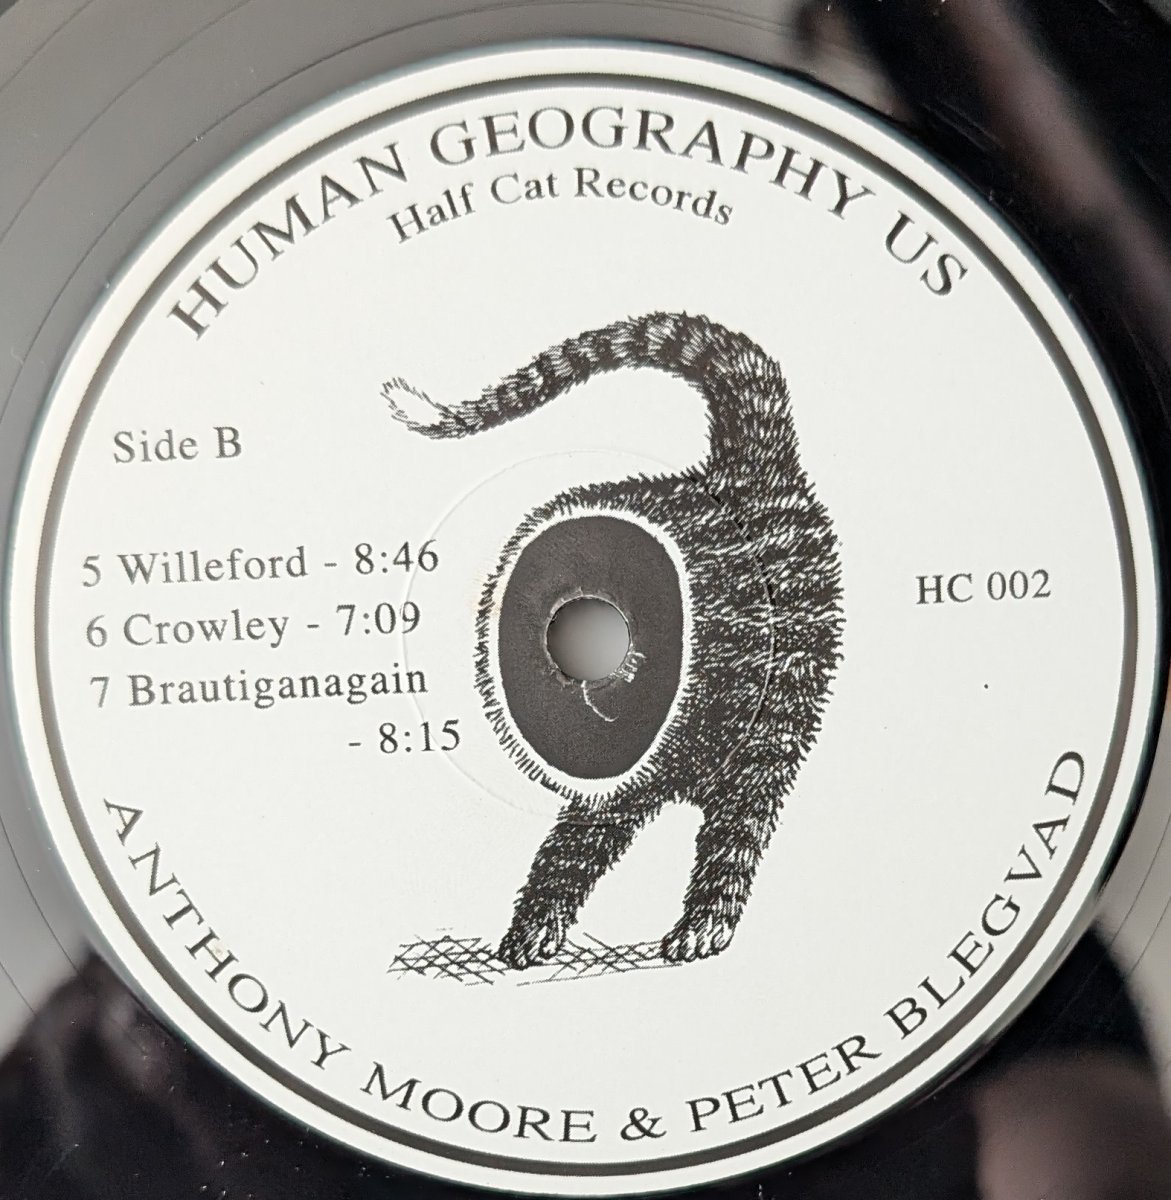 HUMAN GEOGRAPHY US
Half Cat Records
Side B
5 Willeford - 8:46
6 Crowley - 7:09
7 Brautiganagain
- 8:15
HC 002
ANTHONY MOORE & PETER BLEGVAD